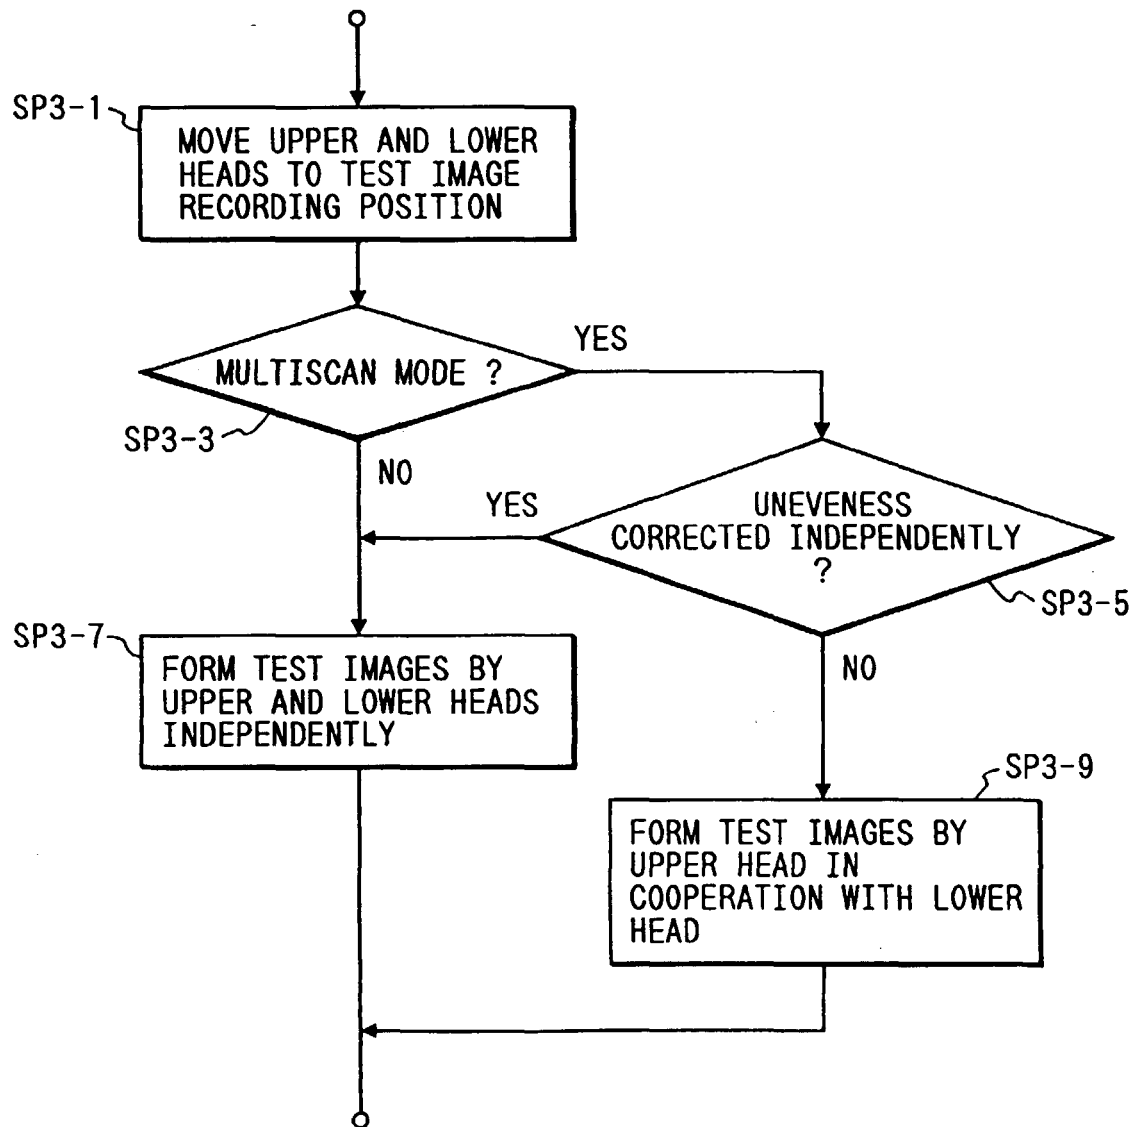 SP3-1
MOVE UPPER AND LOWER
HEADS TO TEST IMAGE
RECORDING POSITION
YES
MULTISCAN MODE ?
SP3-3
NO
YES
UNEVENESS
CORRECTED INDEPENDENTLY
?
SP3-5
SP3-7
FORM TEST IMAGES BY
UPPER AND LOWER HEADS
INDEPENDENTLY
NO
SP3-9
FORM TEST IMAGES BY
UPPER HEAD IN
COOPERATION WITH LOWER
HEAD